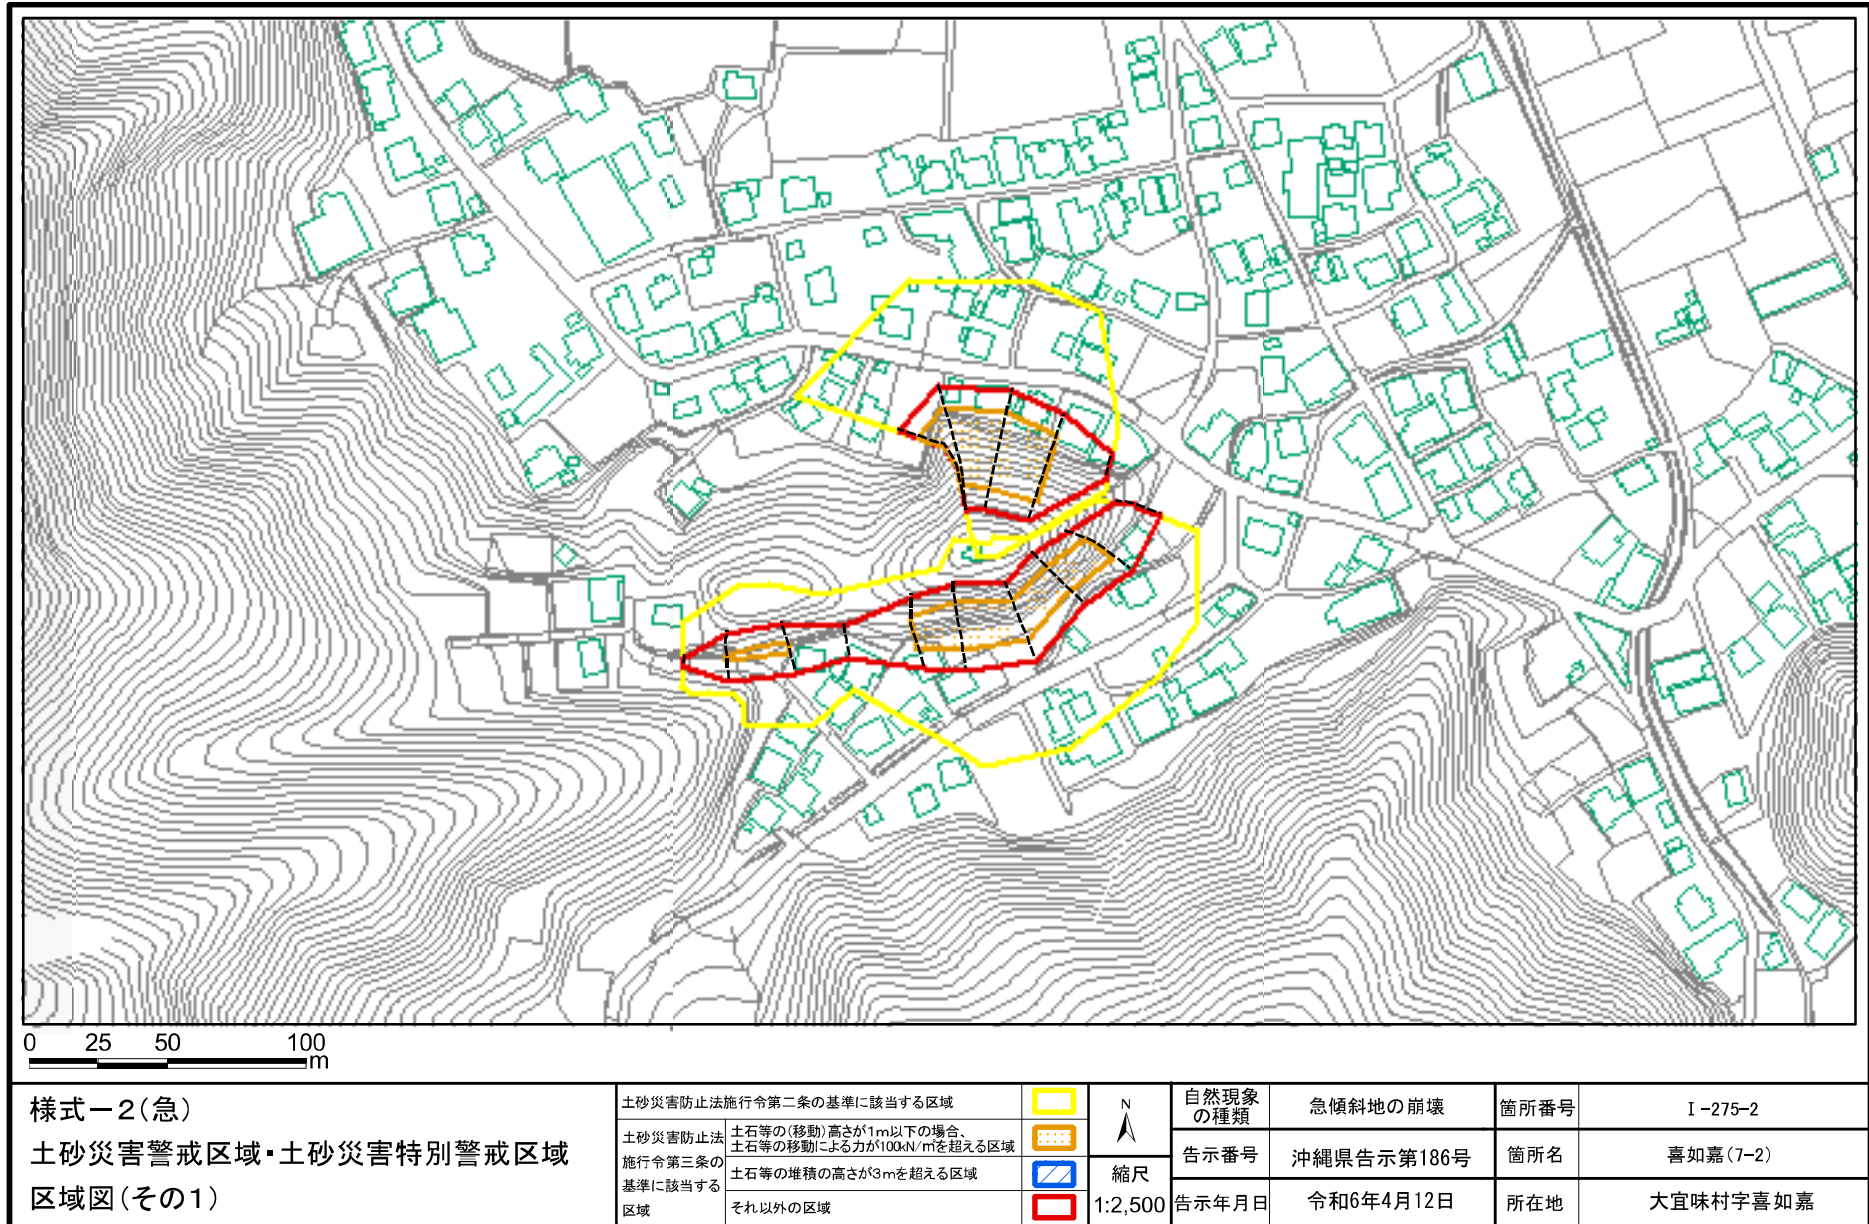 0 25 50 100
m
様式－2(急)
土砂災害警戒区域・土砂災害特別警戒区域
区域図(その1)
土砂災害防止法施行令第二条の基準に該当する区域
土砂災害防止法
施行令第三条の
基準に該当する
区域
土石等の(移動)高さが1m以下の場合、
土石等の移動による力が100kN/㎡を超える区域
土石等の堆積の高さが3mを超える区域
それ以外の区域
N
縮尺
1:2,500
自然現象
の種類
急傾斜地の崩壊
箇所番号
Ⅰ-275-2
告示番号
沖縄県告示第186号
箇所名
喜如嘉(7-2)
告示年月日
令和6年4月12日
所在地
大宜味村字喜如嘉